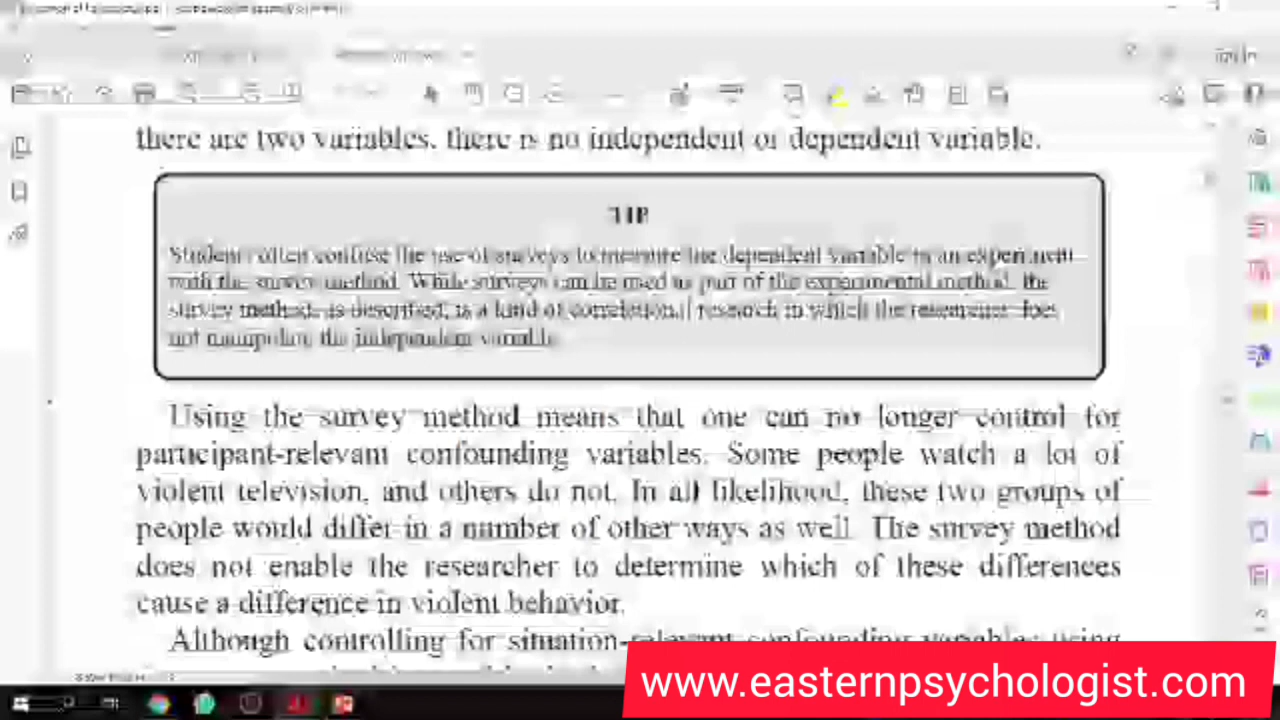 there are two variables, there is no independent or dependent variable.
TIP
Students often confuse the use of surveys to measure the dependent variable in an experiment
with the survey method. While surveys can be used as part of the experimental method, the
survey method, as described, is a kind of correlational research in which the researcher does
not manipulate the independent variable.
Using the survey method means that one can no longer control for
participant-relevant confounding variables. Some people watch a lot of
violent television, and others do not. In all likelihood, these two groups of
people would differ in a number of other ways as well. The survey method
does not enable the researcher to determine which of these differences
cause a difference in violent behavior.
Although controlling for situation-relevant confounding variables using
www.easternpsychologist.com